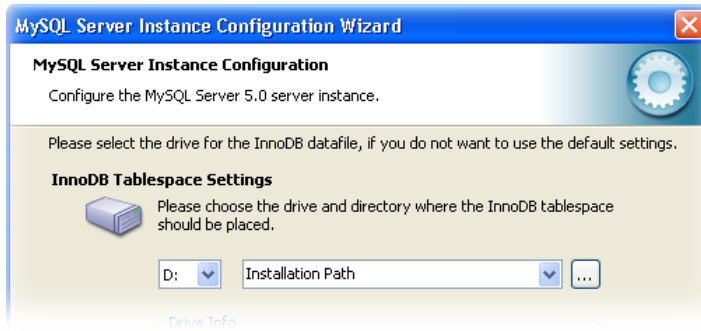 MySQL Server Instance Configuration Wizard
MySQL Server Instance Configuration
Configure the MySQL Server 5.0 server instance.
Please select the drive for the InnoDB datafile, if you do not want to use the default settings.
InnoDB Tablespace Settings
Please choose the drive and directory where the InnoDB tablespace
should be placed.
D: Installation Path ...
Drive Info